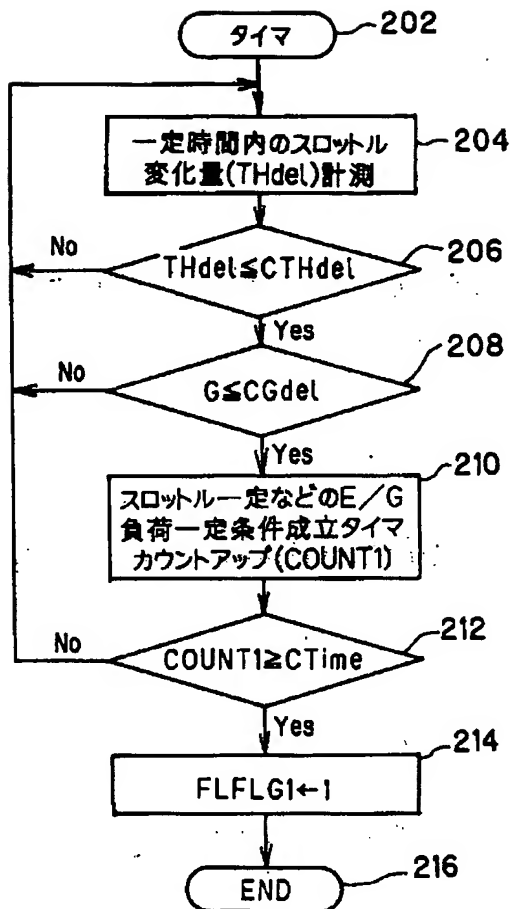 タイマ
202
一定時間内のスロットル
変化量(THdel)計測
204
No
THdel≦CTHdel
206
Yes
No
G≦CGdel
208
Yes
210
スロットル一定などのE/G
負荷一定条件成立タイマ
カウントアップ(COUNT1)
No
COUNT1≧CTime
212
Yes
214
FLFLG1←1
END
216